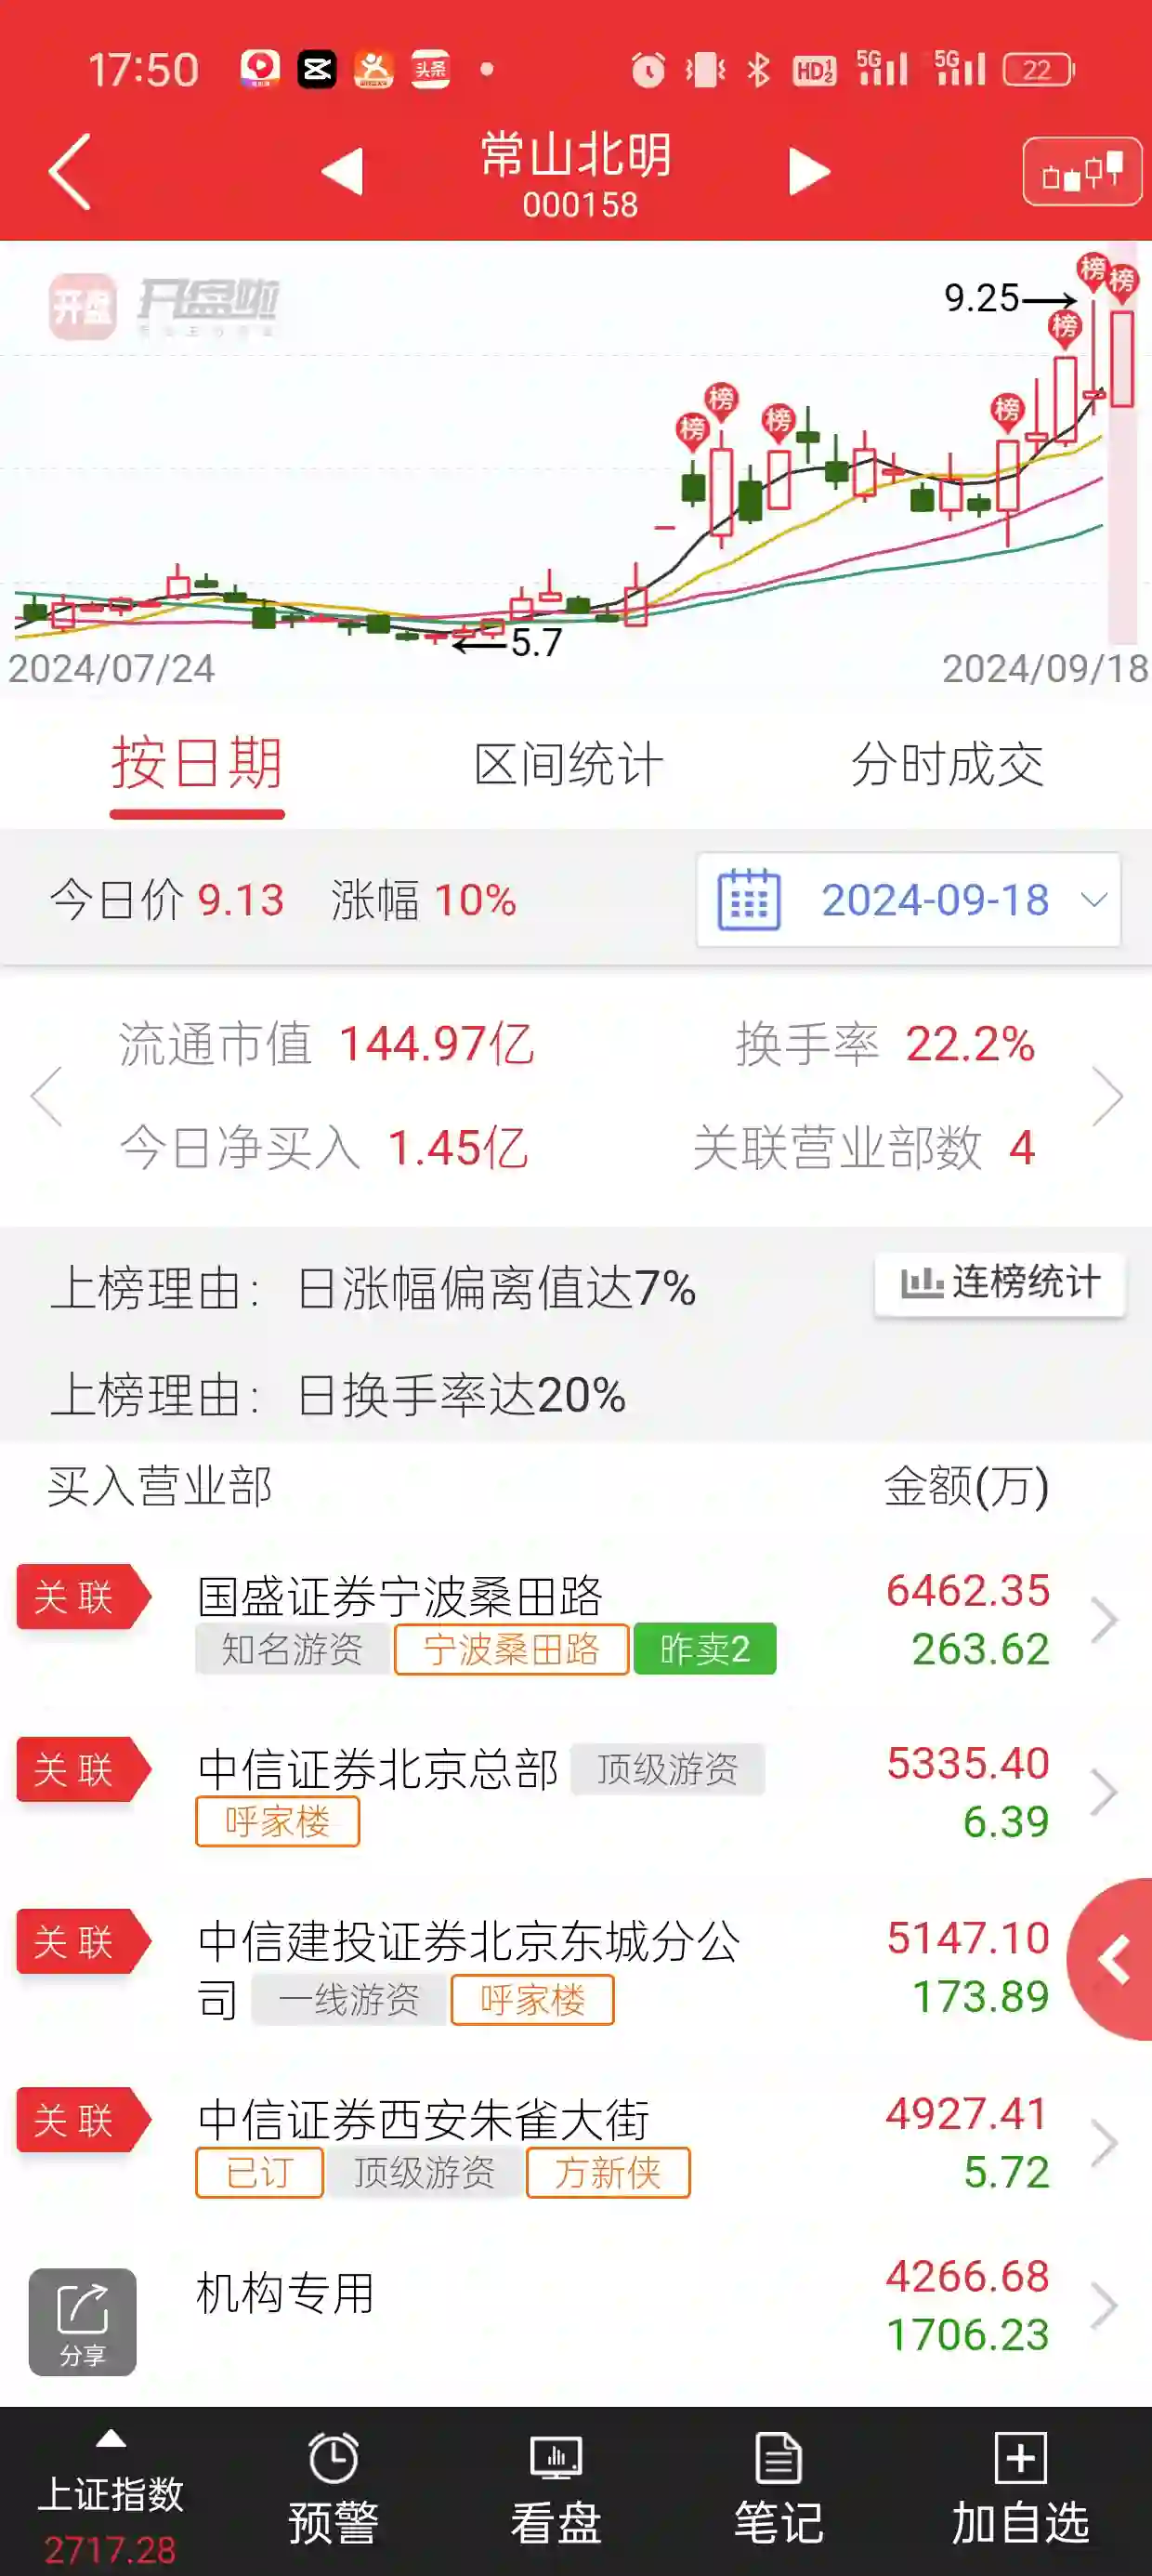 17:50 头条 HD 5G 5G 22
常山北明
000158
开盘 开盘啦
榜 榜
9.25
榜
榜
榜 榜 榜
5.7
2024/07/24 2024/09/18
按日期 区间统计 分时成交
今日价 9.13 涨幅 10% 2024-09-18
流通市值 144.97亿 换手率 22.2%
今日净买入 1.45亿 关联营业部数 4
上榜理由: 日涨幅偏离值达7% 连榜统计
上榜理由: 日换手率达20%
买入营业部 金额(万)
关联 国盛证券宁波桑田路 6462.35
知名游资 宁波桑田路 昨卖2 263.62
关联 中信证券北京总部 顶级游资 5335.40
呼家楼 6.39
关联 中信建投证券北京东城分公 5147.10
司 一线游资 呼家楼 173.89
关联 中信证券西安朱雀大街 4927.41
已订 顶级游资 方新侠 5.72
机构专用 4266.68
分享 1706.23
上证指数 预警 看盘 笔记 加自选
2717.28